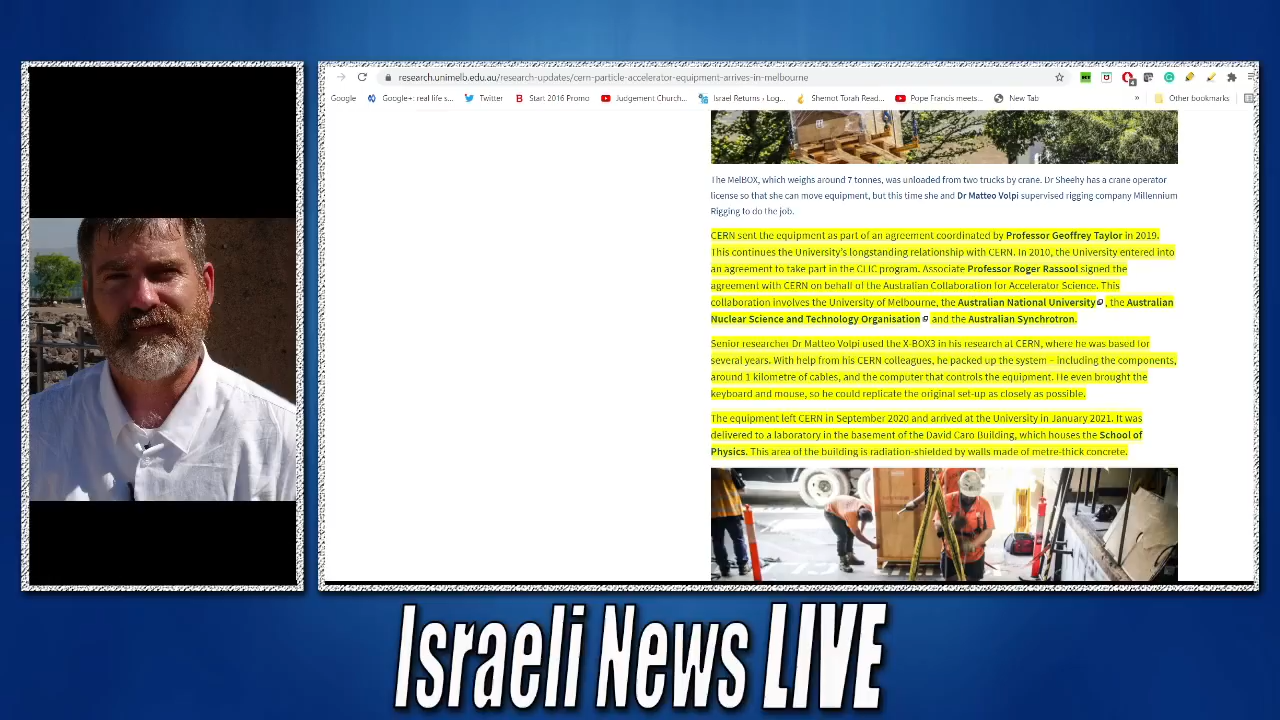 research.unimelb.edu.au/research-updates/cern-particle-accelerator-equipment-arrives-in-melbourne
Google Google+: real life s... Twitter Start 2016 Promo Judgement Church... Israel Returns › Log... Shemot Torah Read... Pope Francis meets... New Tab » Other bookmarks
The MelBOX, which weighs around 7 tonnes, was unloaded from two trucks by crane. Dr Sheehy has a crane operator
license so that she can move equipment, but this time she and Dr Matteo Volpi supervised rigging company Millennium
Rigging to do the job.
CERN sent the equipment as part of an agreement coordinated by Professor Geoffrey Taylor in 2019.
This continues the University's longstanding relationship with CERN. In 2010, the University entered into
an agreement to take part in the CLIC program. Associate Professor Roger Rassool signed the
agreement with CERN on behalf of the Australian Collaboration for Accelerator Science. This
collaboration involves the University of Melbourne, the Australian National University, the Australian
Nuclear Science and Technology Organisation and the Australian Synchrotron.
Senior researcher Dr Matteo Volpi used the X-BOX3 in his research at CERN, where he was based for
several years. With help from his CERN colleagues, he packed up the system – including the components,
around 1 kilometre of cables, and the computer that controls the equipment. He even brought the
keyboard and mouse, so he could replicate the original set-up as closely as possible.
The equipment left CERN in September 2020 and arrived at the University in January 2021. It was
delivered to a laboratory in the basement of the David Caro Building, which houses the School of
Physics. This area of the building is radiation-shielded by walls made of metre-thick concrete.
Israeli News LIVE